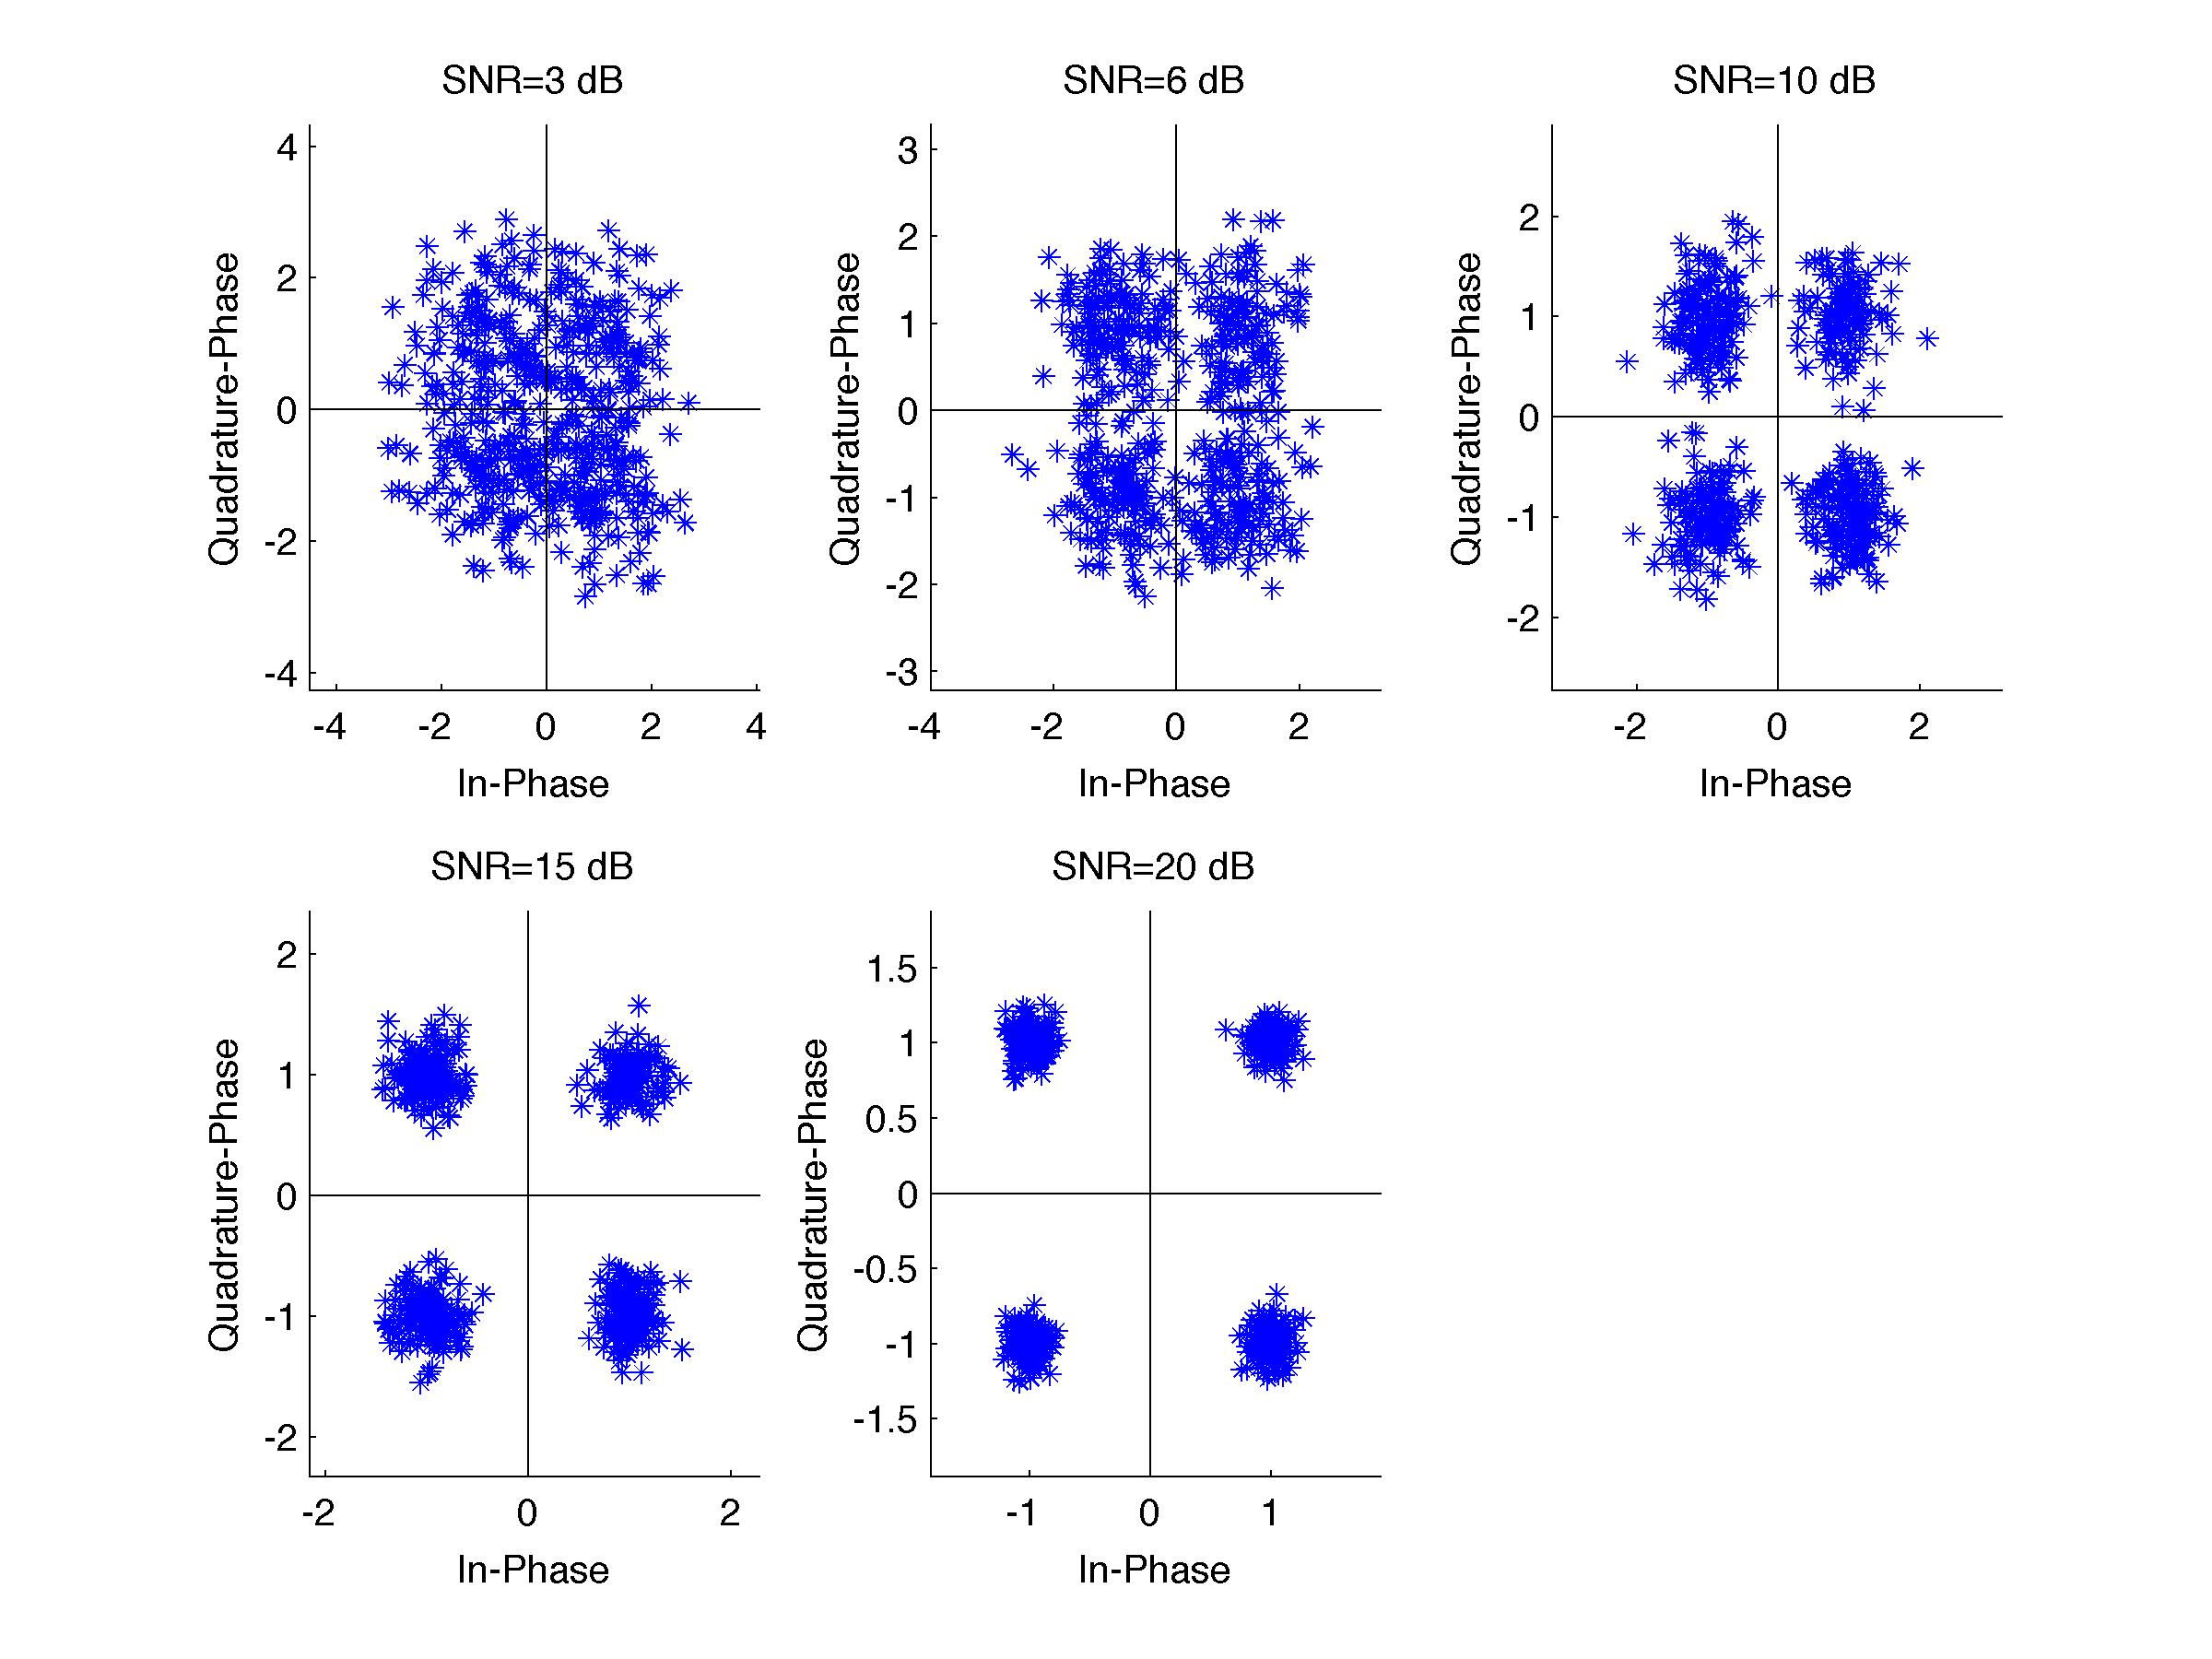 SNR=3 dB
4
2
0
-2
-4
Quadrature-Phase
-4 -2 0 2 4
In-Phase
SNR=6 dB
3
2
1
0
-1
-2
-3
Quadrature-Phase
-4 -2 0 2
In-Phase
SNR=10 dB
2
1
0
-1
-2
Quadrature-Phase
-2 0 2
In-Phase
SNR=15 dB
2
1
0
-1
-2
Quadrature-Phase
-2 0 2
In-Phase
SNR=20 dB
1.5
1
0.5
0
-0.5
-1
-1.5
Quadrature-Phase
-1 0 1
In-Phase